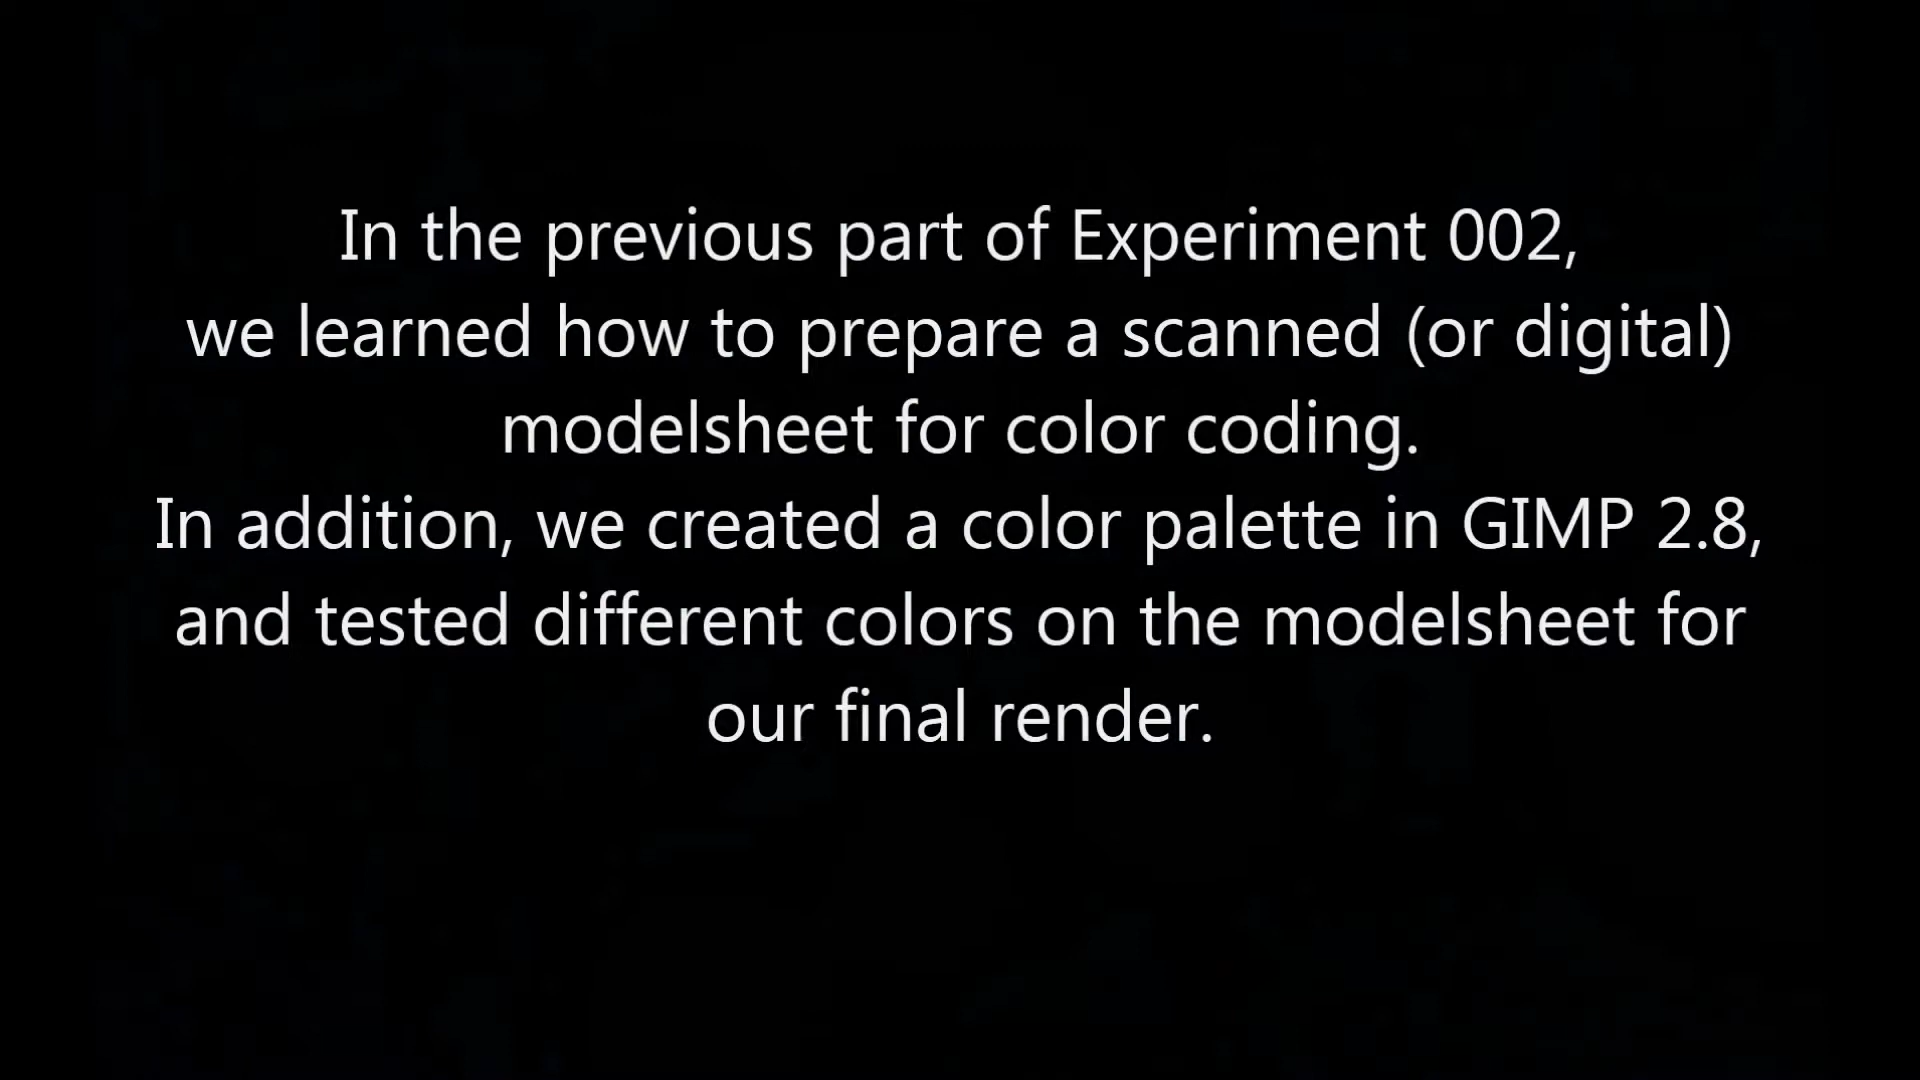 In the previous part of Experiment 002,
we learned how to prepare a scanned (or digital)
modelsheet for color coding.
In addition, we created a color palette in GIMP 2.8,
and tested different colors on the modelsheet for
our final render.